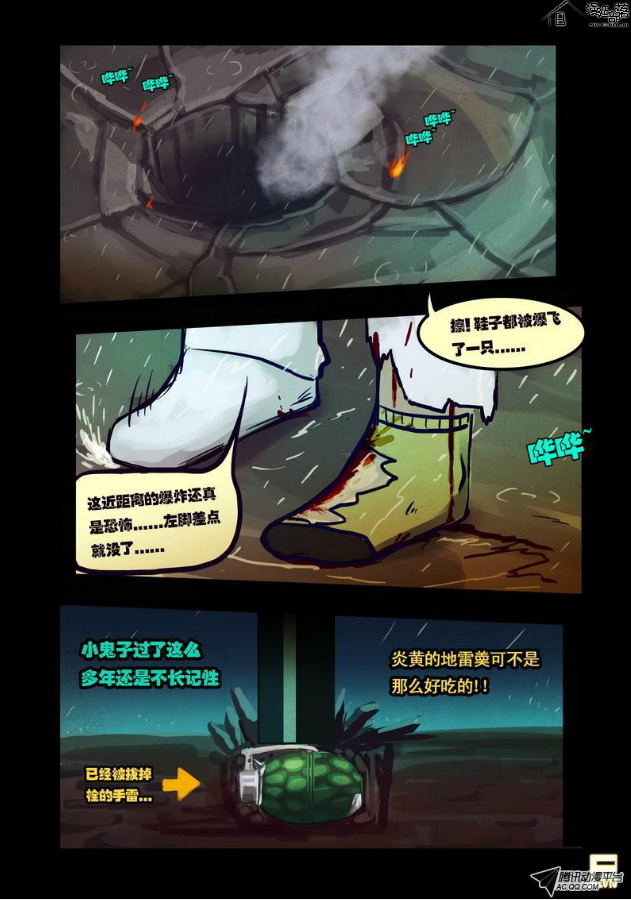 漫画部落
哗哗~
哗哗~
哗哗~
哗哗~
擦！鞋子都被爆飞
了一只……
哗哗~
这近距离的爆炸还真
是恐怖……左脚差点
就没了……
小鬼子过了这么
多年还是不长记性
炎黄的地雷羹可不是
那么好吃的!!
已经被拔掉
栓的手雷...
腾讯动漫平台
AC.QQ.COM